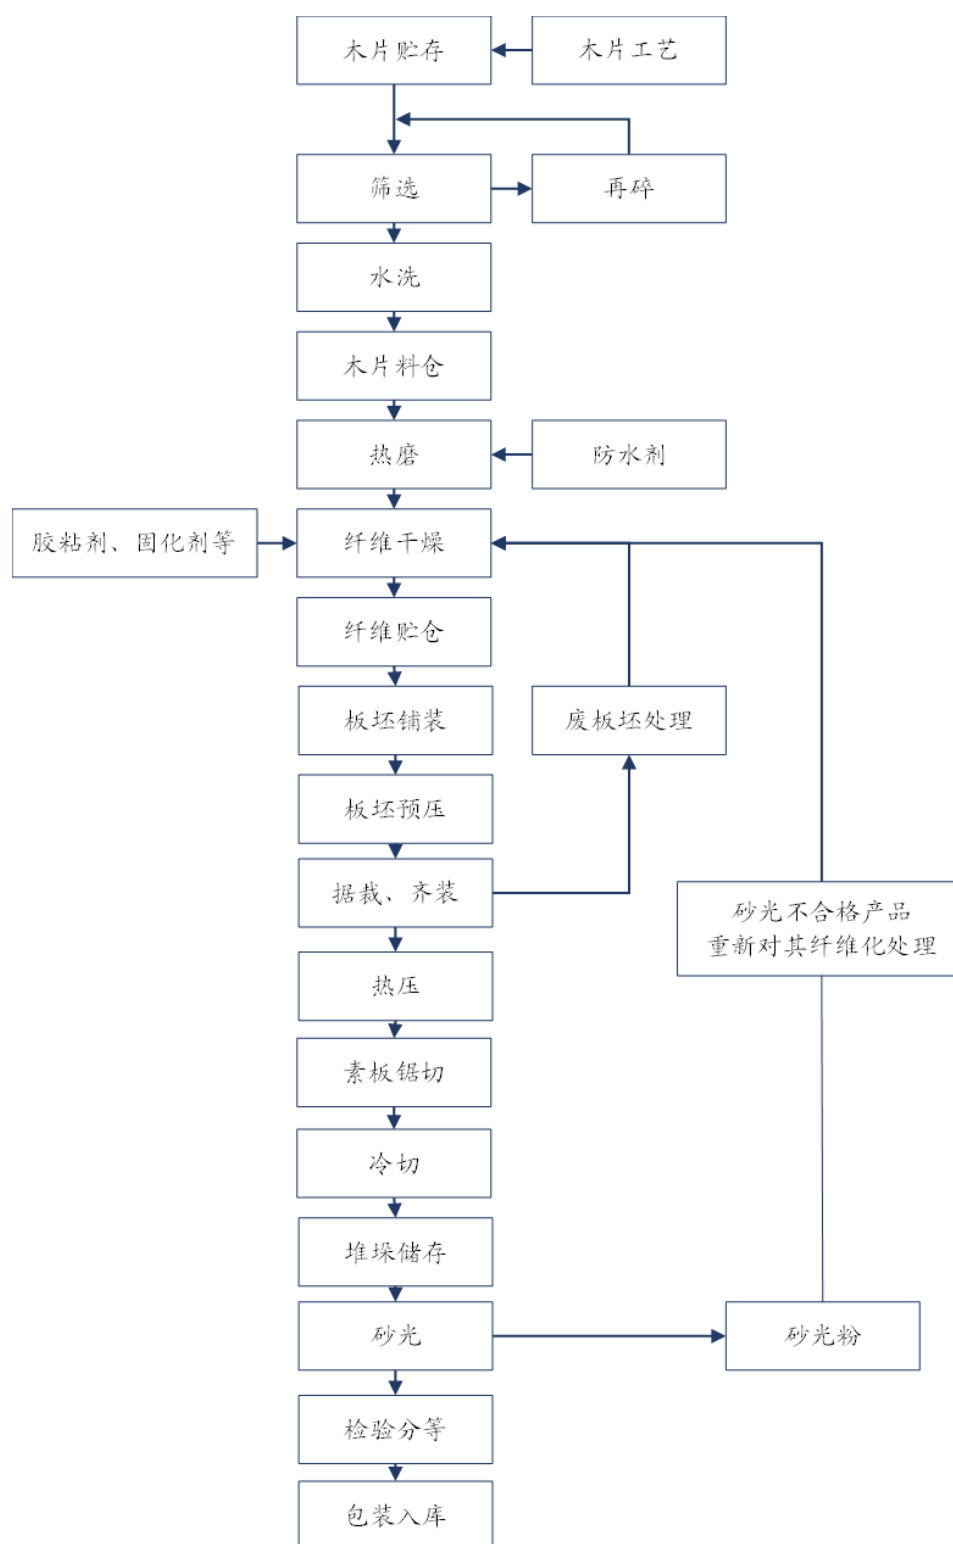 木片贮存
木片工艺
筛选
再碎
水洗
木片料仓
热磨
防水剂
胶粘剂、固化剂等
纤维干燥
纤维贮仓
板坯铺装
废板坯处理
板坯预压
据裁、齐装
砂光不合格产品
重新对其纤维化处理
热压
素板锯切
冷切
堆垛储存
砂光
砂光粉
检验分等
包装入库